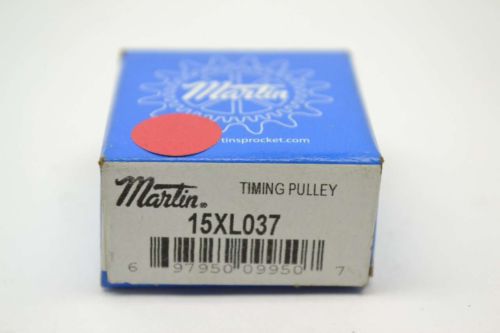 Martin
tinsprocket.com
Martin
TIMING PULLEY
15XL037
6 97950 09950 7